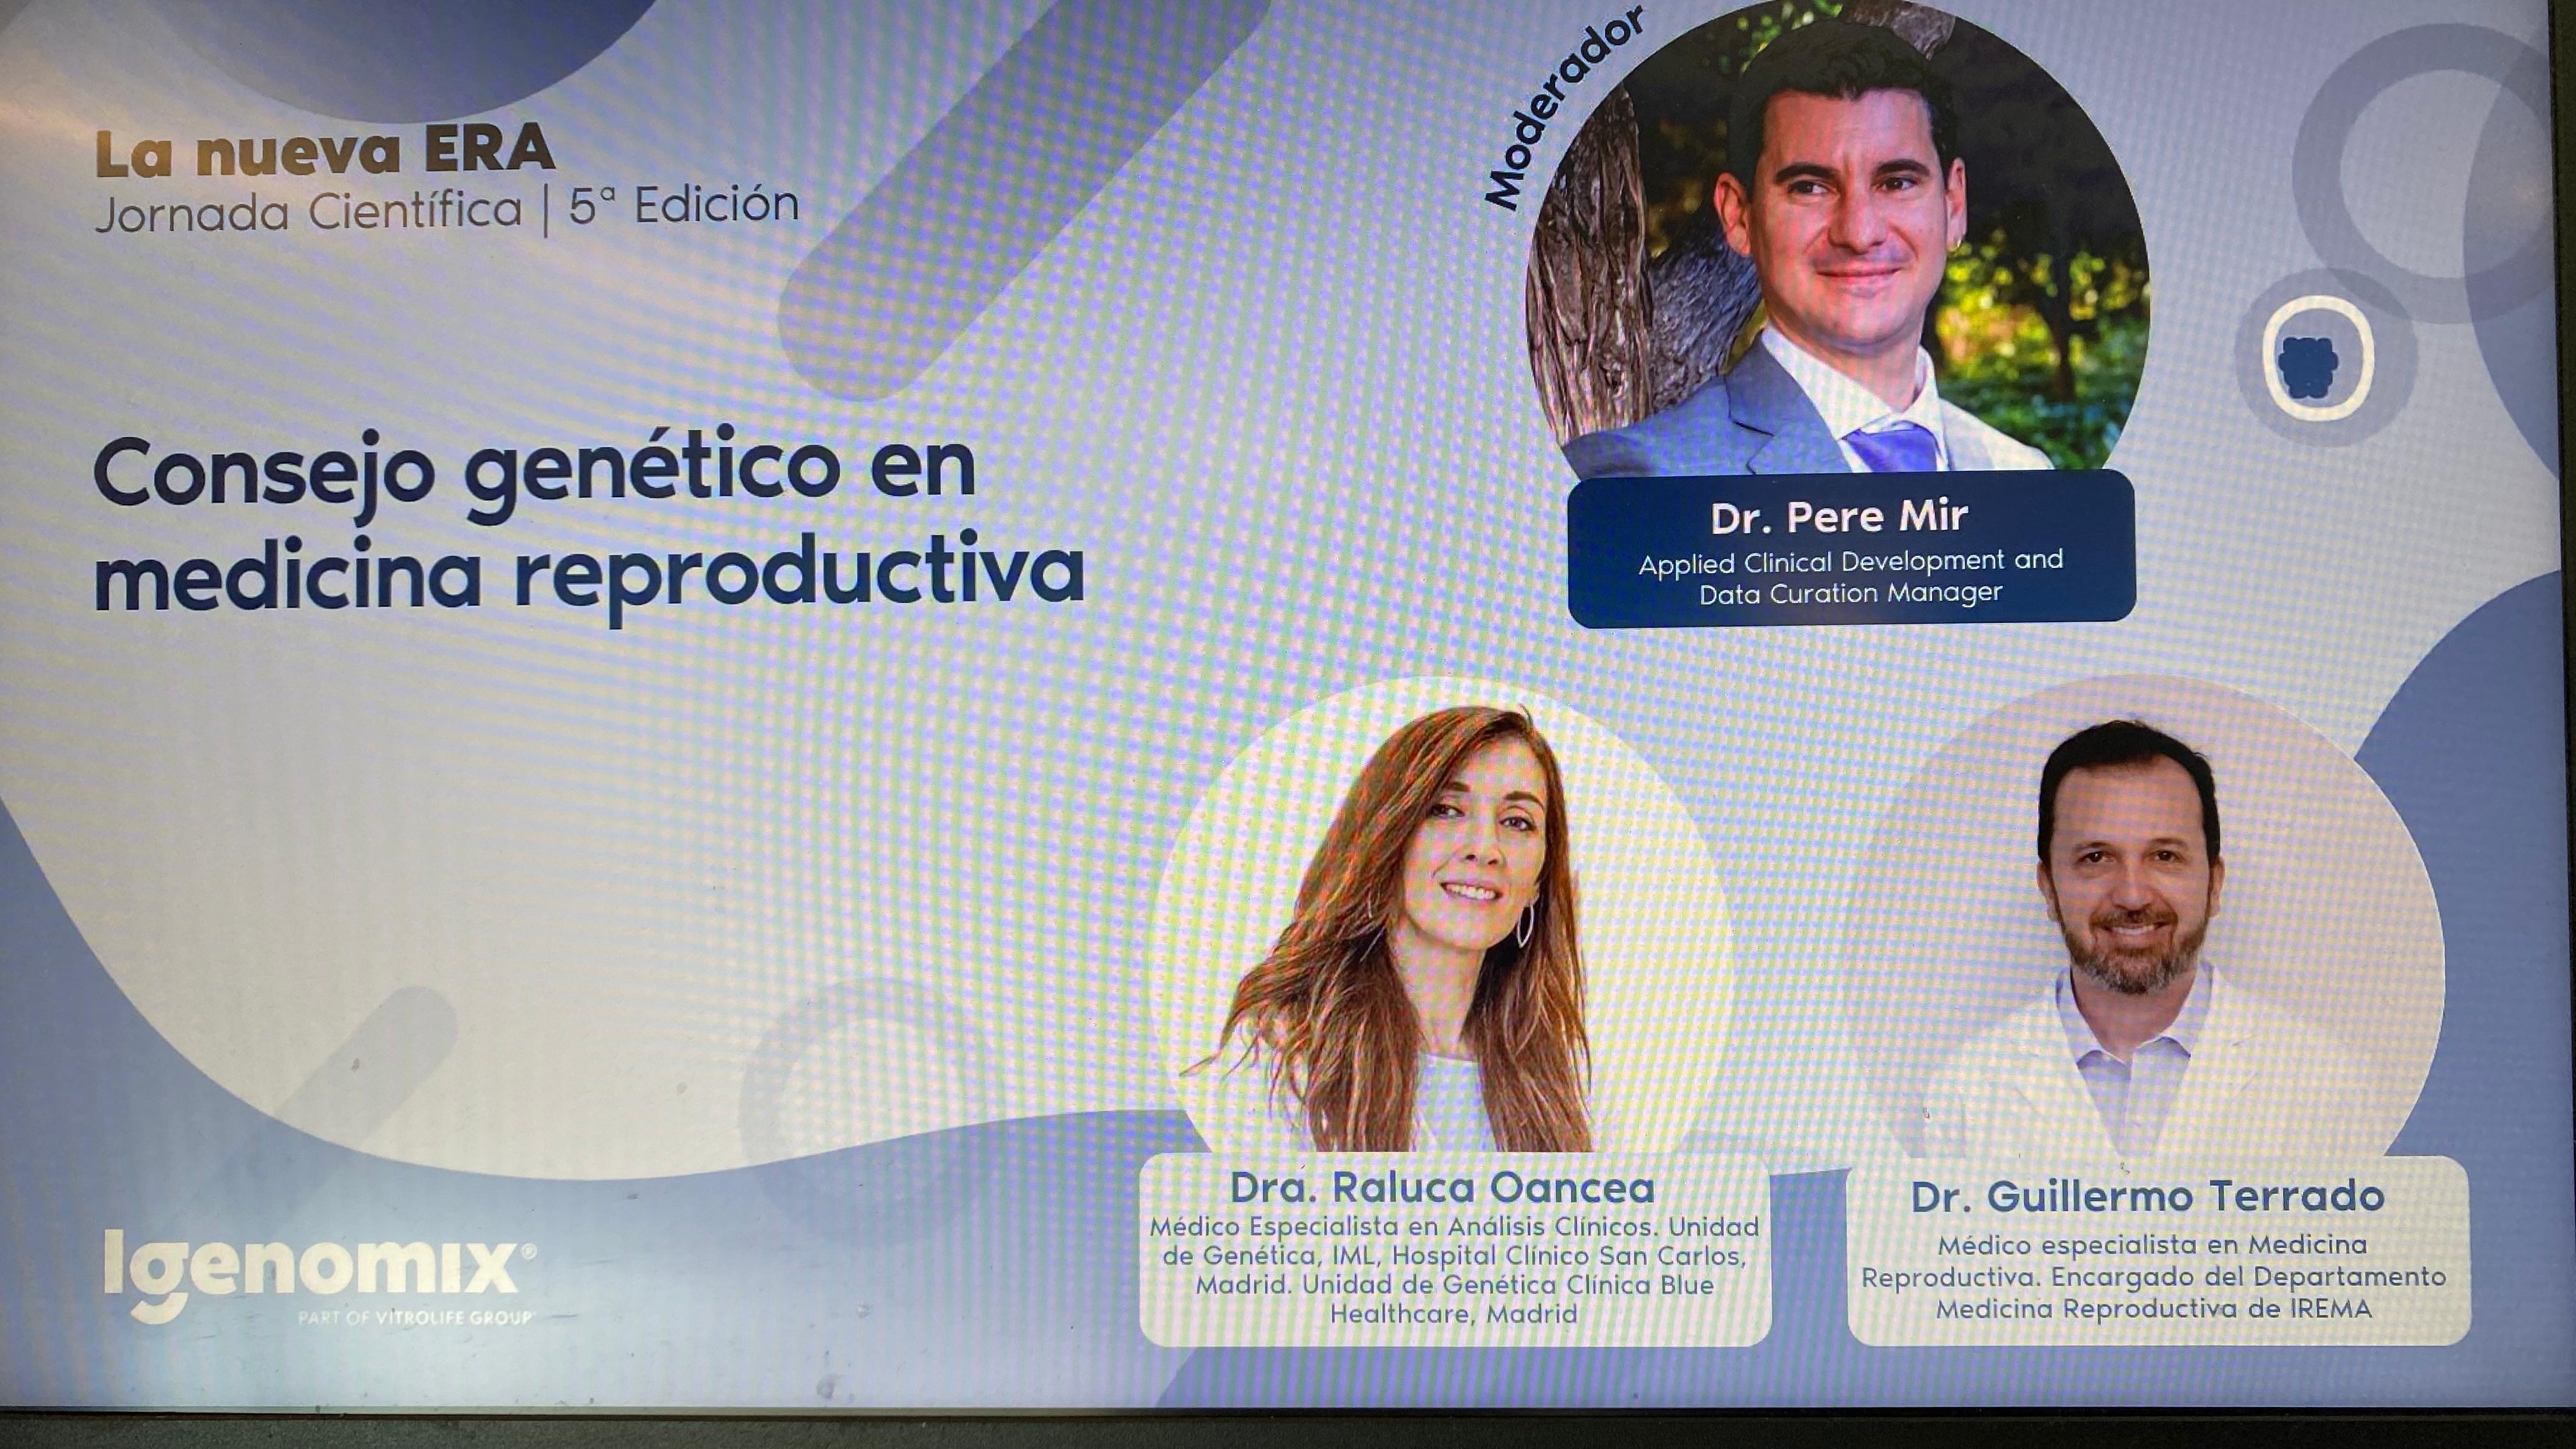 La nueva ERA
Jornada Científica | 5ª Edición
Consejo genético en
medicina reproductiva
Moderador
Dr. Pere Mir
Applied Clinical Development and
Data Curation Manager
Dra. Raluca Oancea
Médico Especialista en Análisis Clínicos. Unidad
de Genética, IML, Hospital Clínico San Carlos,
Madrid. Unidad de Genética Clínica Blue
Healthcare, Madrid
Dr. Guillermo Terrado
Médico especialista en Medicina
Reproductiva. Encargado del Departamento
Medicina Reproductiva de IREMA
Igenomix®
PART OF VITROLIFE GROUP™